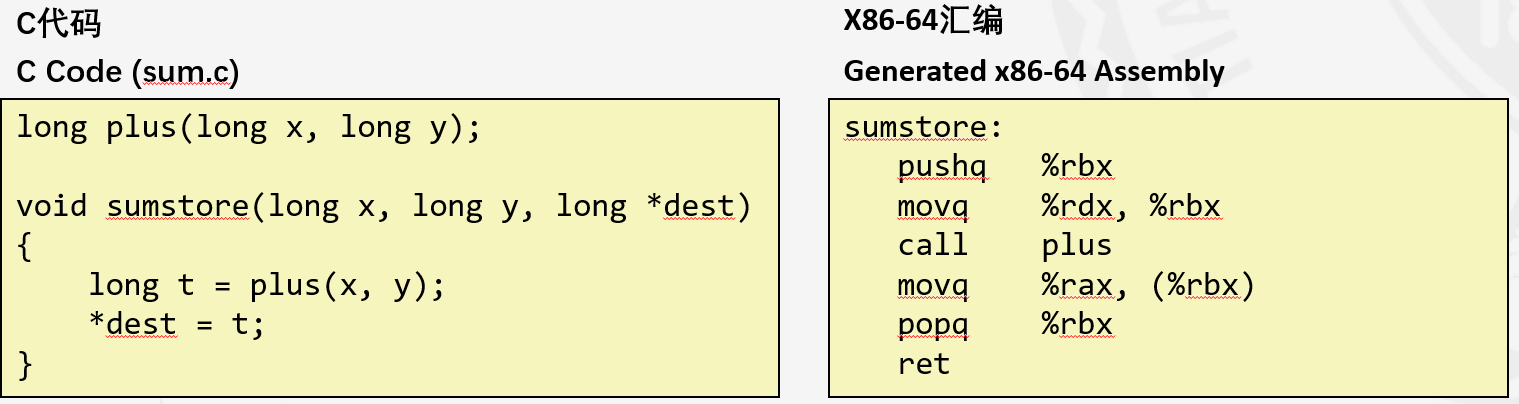 C代码
C Code (sum.c)
long plus(long x, long y);
void sumstore(long x, long y, long *dest)
{
    long t = plus(x, y);
    *dest = t;
}
X86-64汇编
Generated x86-64 Assembly
sumstore:
   pushq   %rbx
   movq    %rdx, %rbx
   call    plus
   movq    %rax, (%rbx)
   popq    %rbx
   ret